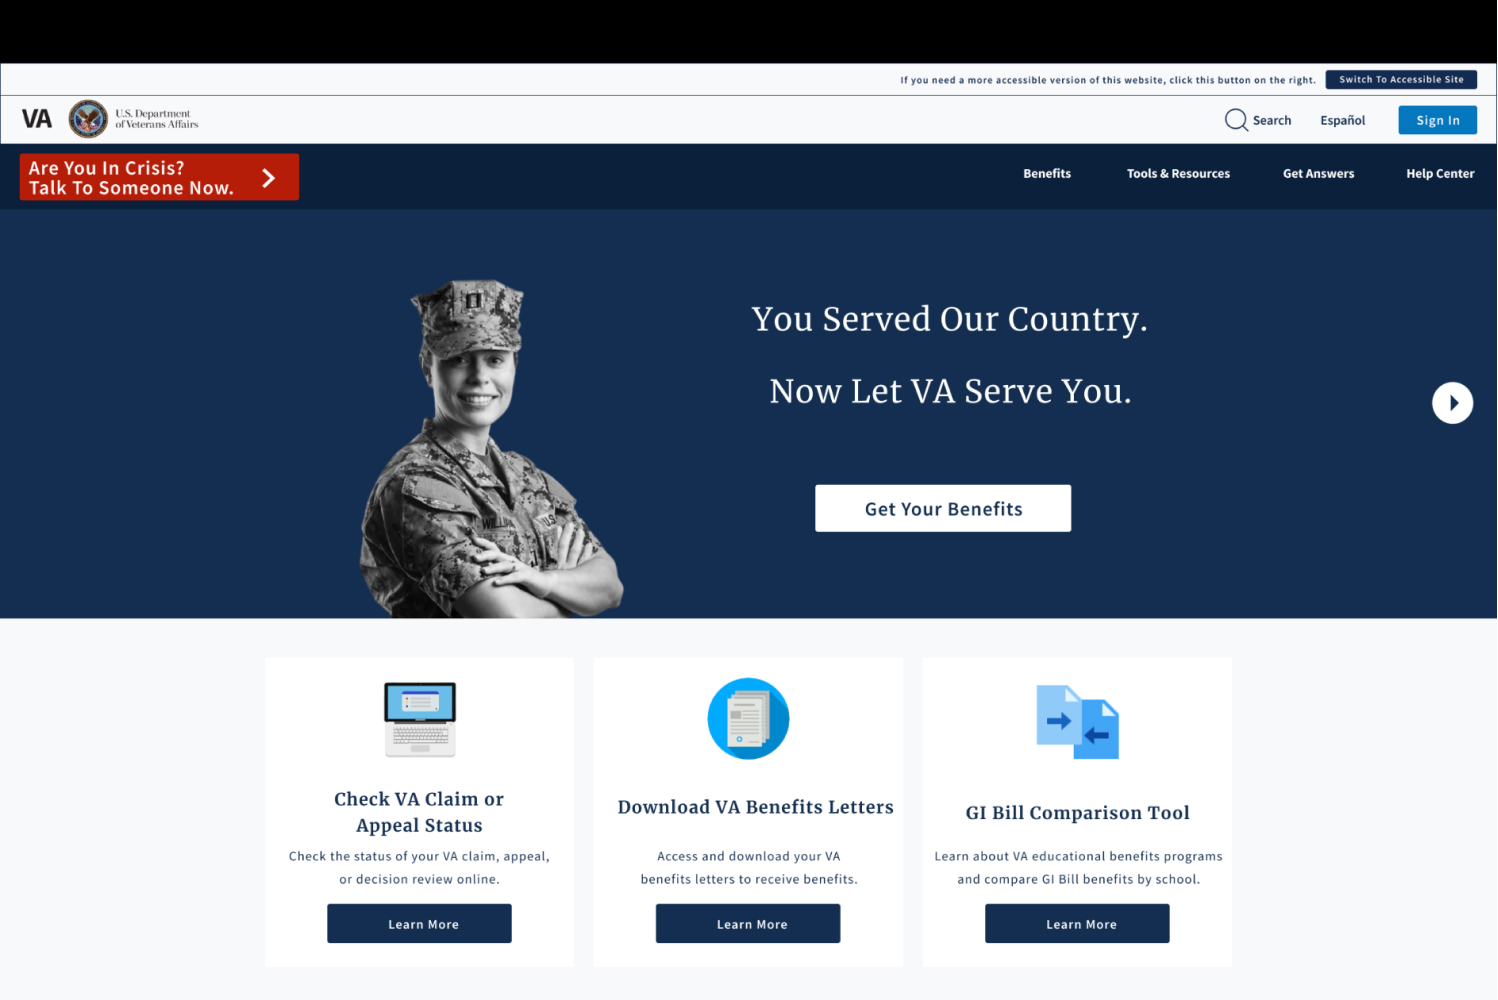 If you need a more accessible version of this website, click this button on the right.
Switch To Accessible Site
VA
U.S. Department
of Veterans Affairs
Search
Español
Sign In
Are You In Crisis?
Talk To Someone Now.
Benefits
Tools & Resources
Get Answers
Help Center
You Served Our Country.
Now Let VA Serve You.
Get Your Benefits
U.S.
Check VA Claim or
Appeal Status
Check the status of your VA claim, appeal,
or decision review online.
Learn More
Download VA Benefits Letters
Access and download your VA
benefits letters to receive benefits.
Learn More
GI Bill Comparison Tool
Learn about VA educational benefits programs
and compare GI Bill benefits by school.
Learn More